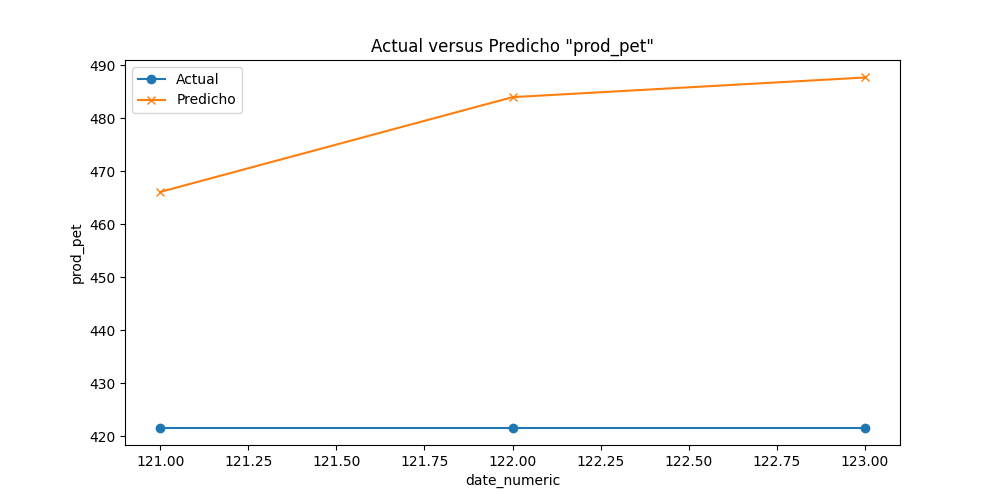 Actual versus Predicho "prod_pet"
Actual
Predicho
490
480
470
460
450
440
430
420
prod_pet
121.00 121.25 121.50 121.75 122.00 122.25 122.50 122.75 123.00
date_numeric